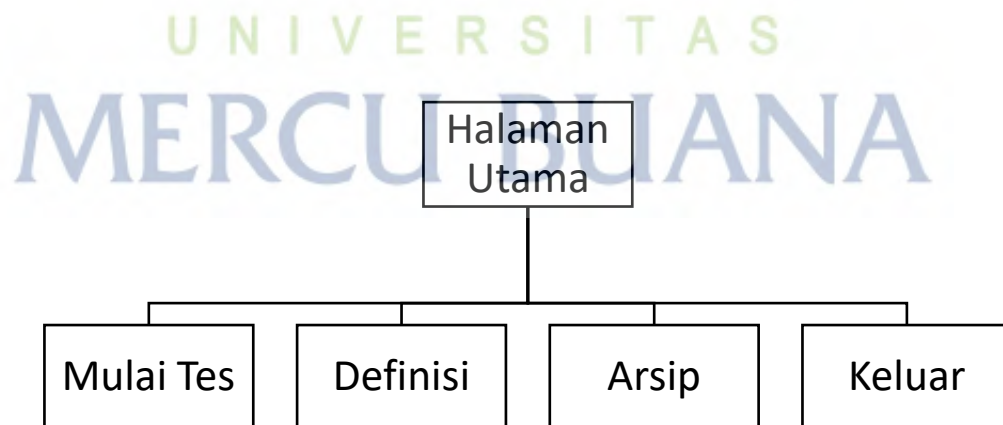 UNIVERSITAS
MERCU BUANA
Halaman
Utama
Mulai Tes
Definisi
Arsip
Keluar